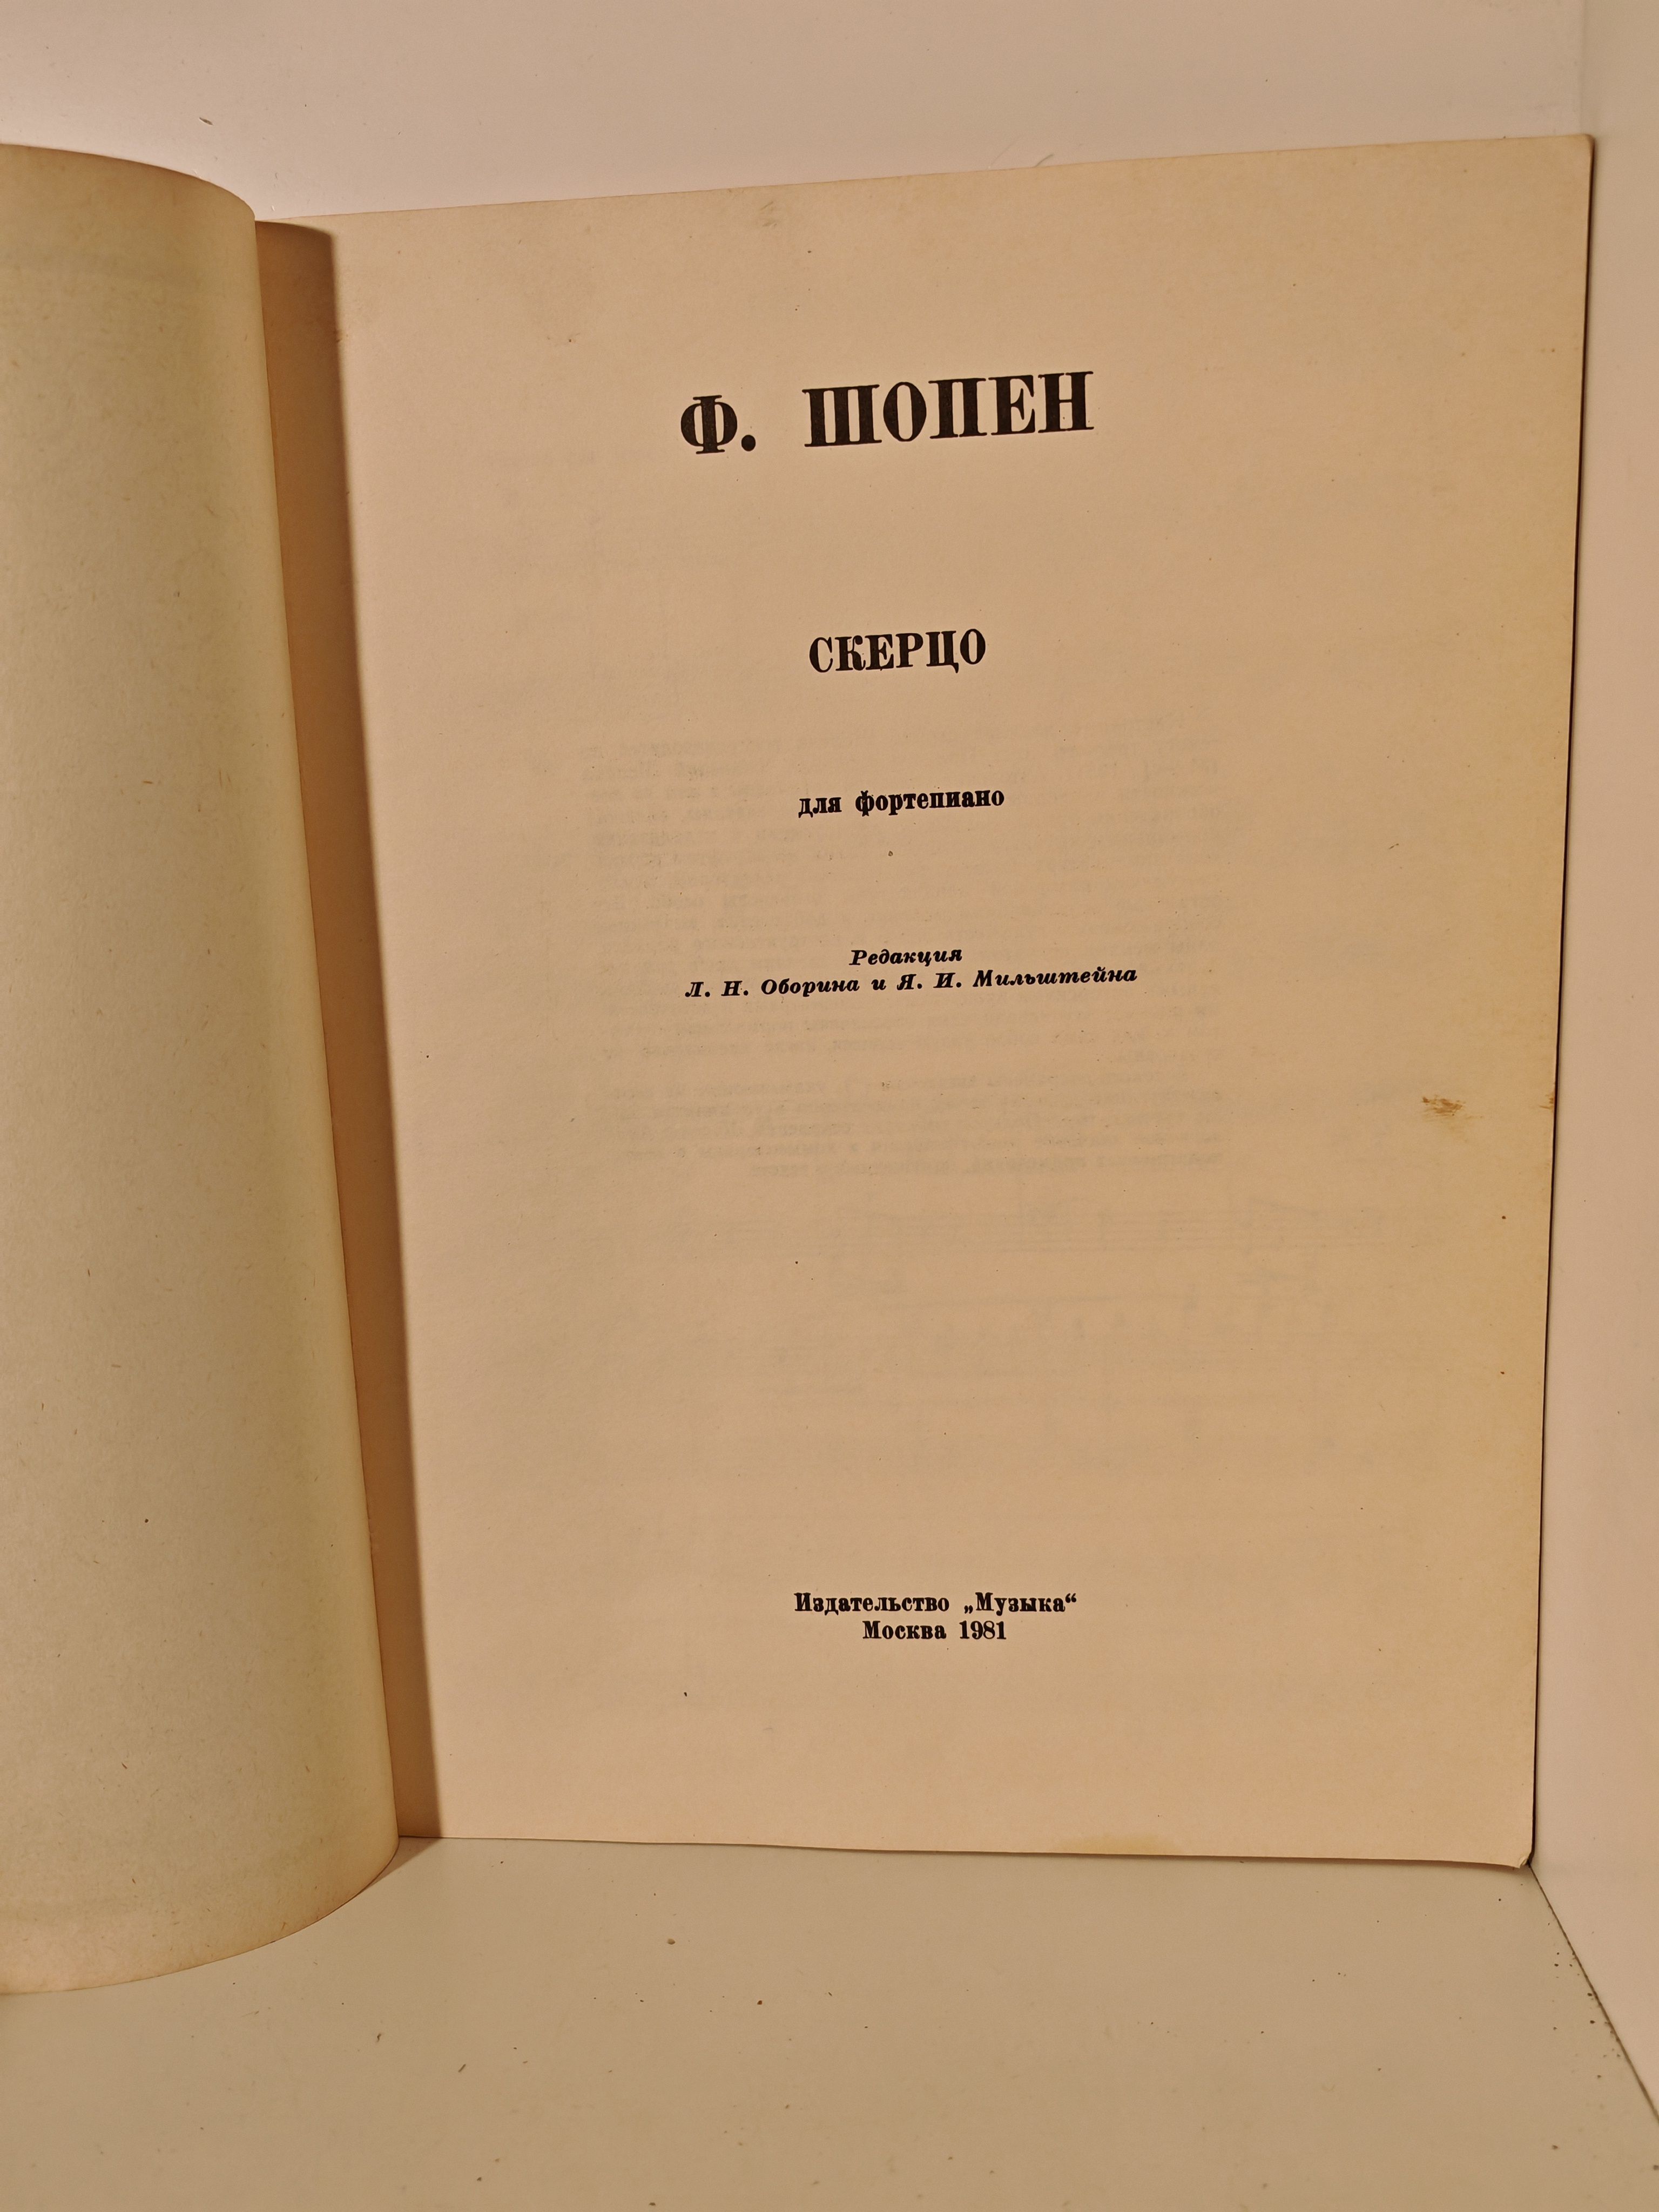 Ф. ШОПЕН
СКЕРЦО
для фортепиано
Редакция
Л. Н. Оборина и Я. И. Мильштейна
Издательство „Музыка“
Москва 1981